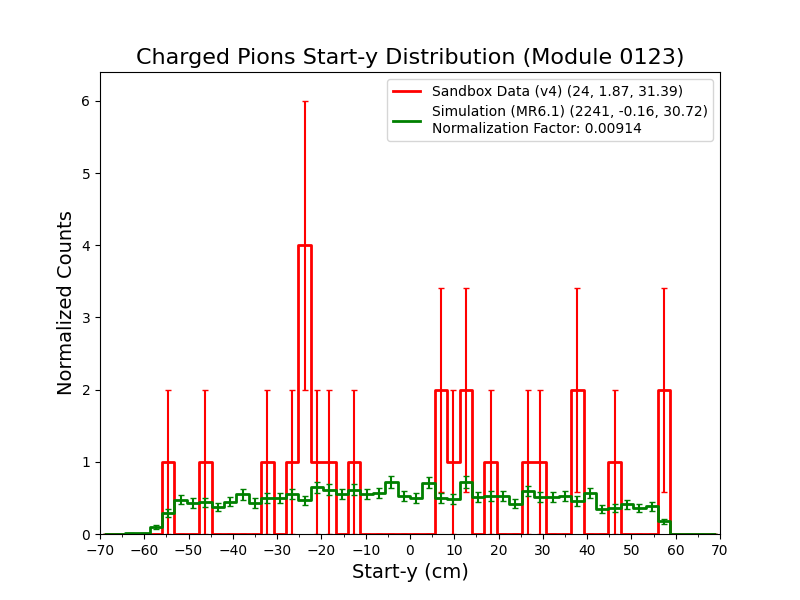 Charged Pions Start-y Distribution (Module 0123)
Sandbox Data (v4) (24, 1.87, 31.39)
Simulation (MR6.1) (2241, -0.16, 30.72)
Normalization Factor: 0.00914
Normalized Counts
6
5
4
3
2
1
0
−70 −60 −50 −40 −30 −20 −10 0 10 20 30 40 50 60 70
Start-y (cm)